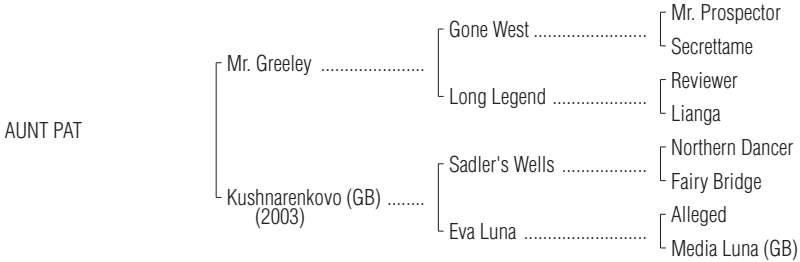 Mr. Prospector
Gone West ........................
Secrettame
Mr. Greeley ......................
Reviewer
Long Legend ....................
Lianga
AUNT PAT
Northern Dancer
Sadler's Wells ..................
Fairy Bridge
Kushnarenkovo (GB) ........
(2003)
Alleged
Eva Luna ..........................
Media Luna (GB)